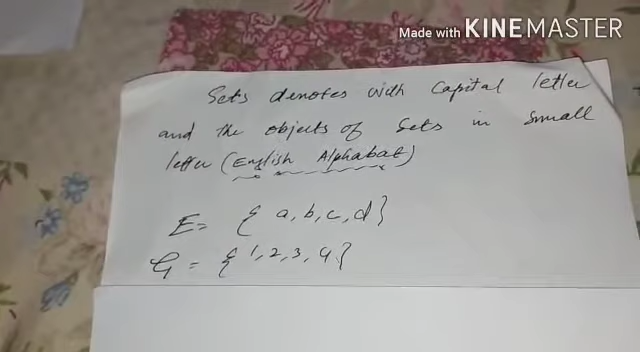 Made with KINEMASTER
Sets denotes with Capital letter
and the objects of Sets in small
letter (English Alphabat)
E = { a, b, c, d }
G = { 1, 2, 3, 4 }